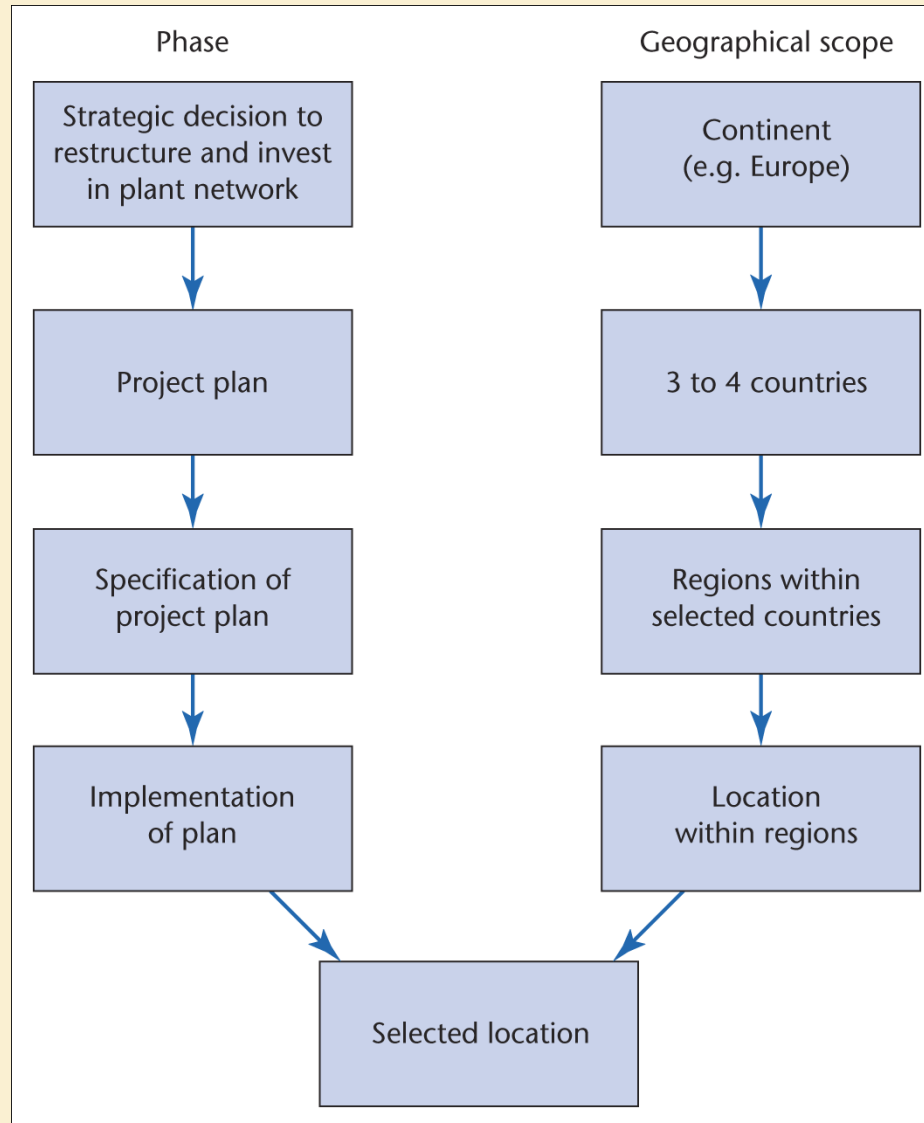 Phase
Strategic decision to
restructure and invest
in plant network
Project plan
Specification of
project plan
Implementation
of plan
Geographical scope
Continent
(e.g. Europe)
3 to 4 countries
Regions within
selected countries
Location
within regions
Selected location